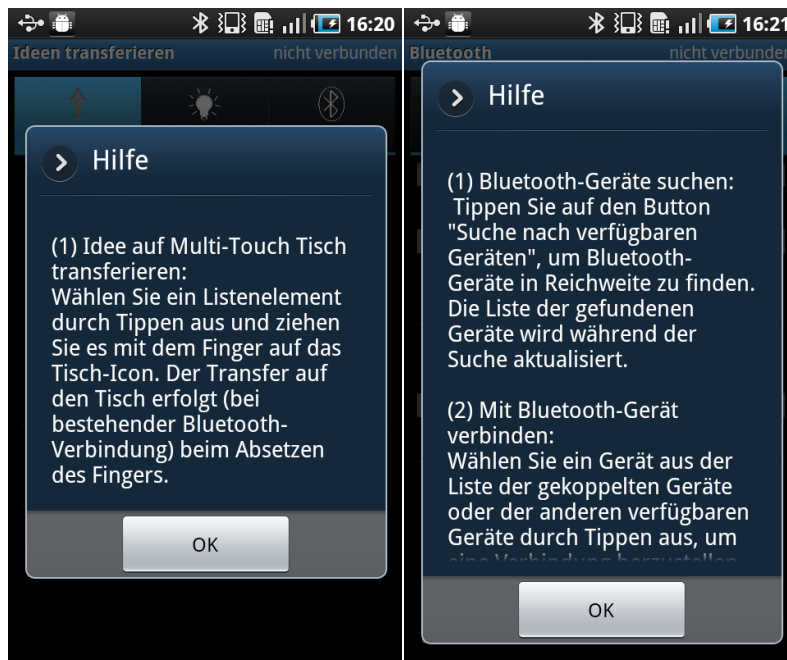 16:20
Ideen transferieren nicht verbunden
Hilfe
(1) Idee auf Multi-Touch Tisch
transferieren:
Wählen Sie ein Listenelement
durch Tippen aus und ziehen
Sie es mit dem Finger auf das
Tisch-Icon. Der Transfer auf
den Tisch erfolgt (bei
bestehender Bluetooth-
Verbindung) beim Absetzen
des Fingers.
OK
16:21
Bluetooth nicht verbunden
Hilfe
(1) Bluetooth-Geräte suchen:
Tippen Sie auf den Button
"Suche nach verfügbaren
Geräten", um Bluetooth-
Geräte in Reichweite zu finden.
Die Liste der gefundenen
Geräte wird während der
Suche aktualisiert.
(2) Mit Bluetooth-Gerät
verbinden:
Wählen Sie ein Gerät aus der
Liste der gekoppelten Geräte
oder der anderen verfügbaren
Geräte durch Tippen aus, um
eine Verbindung herzustellen
OK